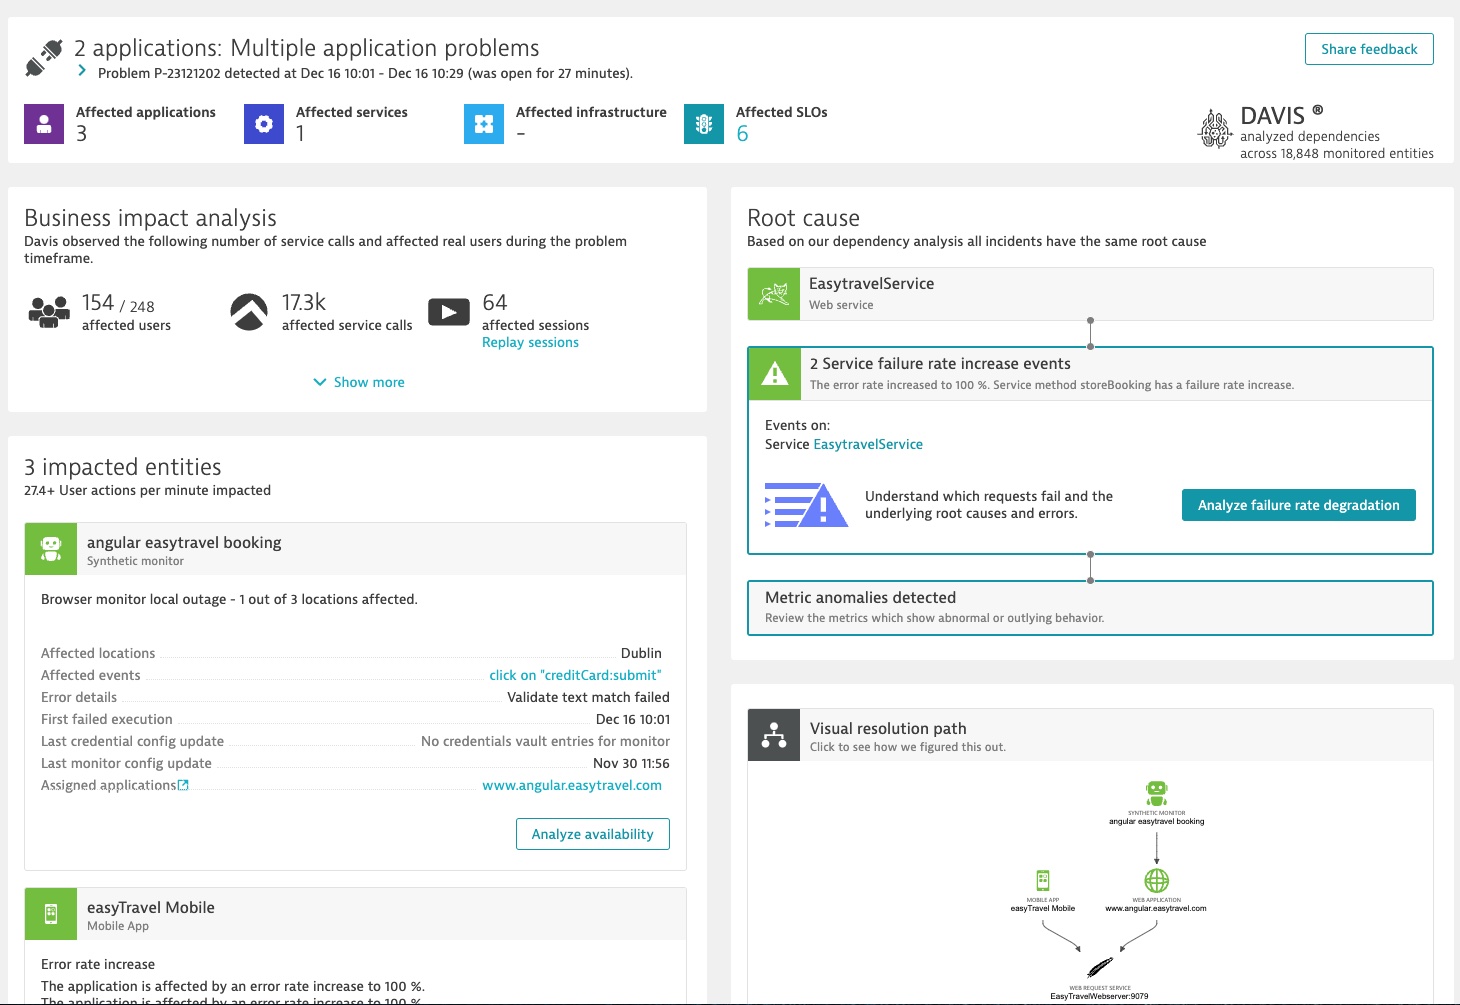 2 applications: Multiple application problems
Problem P-23121202 detected at Dec 16 10:01 - Dec 16 10:29 (was open for 27 minutes).
Share feedback
Affected applications
3
Affected services
1
Affected infrastructure
-
Affected SLOs
6
DAVIS ®
analyzed dependencies
across 18,848 monitored entities
Business impact analysis
Davis observed the following number of service calls and affected real users during the problem
timeframe.
154 / 248
affected users
17.3k
affected service calls
64
affected sessions
Replay sessions
Show more
3 impacted entities
27.4+ User actions per minute impacted
angular easytravel booking
Synthetic monitor
Browser monitor local outage - 1 out of 3 locations affected.
Affected locations Dublin
Affected events click on "creditCard:submit"
Error details Validate text match failed
First failed execution Dec 16 10:01
Last credential config update No credentials vault entries for monitor
Last monitor config update Nov 30 11:56
Assigned applications www.angular.easytravel.com
Analyze availability
easyTravel Mobile
Mobile App
Error rate increase
The application is affected by an error rate increase to 100 %.
The application is affected by an error rate increase to 100 %.
Root cause
Based on our dependency analysis all incidents have the same root cause
EasytravelService
Web service
2 Service failure rate increase events
The error rate increased to 100 %. Service method storeBooking has a failure rate increase.
Events on:
Service EasytravelService
Understand which requests fail and the
underlying root causes and errors.
Analyze failure rate degradation
Metric anomalies detected
Review the metrics which show abnormal or outlying behavior.
Visual resolution path
Click to see how we figured this out.
SYNTHETIC MONITOR
angular easytravel booking
MOBILE APP
easyTravel Mobile
WEB APPLICATION
www.angular.easytravel.com
WEB REQUEST SERVICE
EasyTravelWebserver:9079